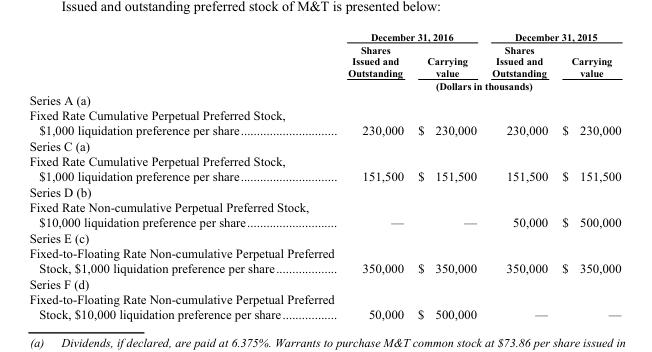 Issued and outstanding preferred stock of M&T is presented below:
December 31, 2016 December 31, 2015
Shares Shares
Issued and Carrying Issued and Carrying
Outstanding value Outstanding value
(Dollars in thousands)
Series A (a)
Fixed Rate Cumulative Perpetual Preferred Stock,
$1,000 liquidation preference per share.............................. 230,000 $ 230,000 230,000 $ 230,000
Series C (a)
Fixed Rate Cumulative Perpetual Preferred Stock,
$1,000 liquidation preference per share.............................. 151,500 $ 151,500 151,500 $ 151,500
Series D (b)
Fixed Rate Non-cumulative Perpetual Preferred Stock,
$10,000 liquidation preference per share............................ — — 50,000 $ 500,000
Series E (c)
Fixed-to-Floating Rate Non-cumulative Perpetual Preferred
Stock, $1,000 liquidation preference per share................... 350,000 $ 350,000 350,000 $ 350,000
Series F (d)
Fixed-to-Floating Rate Non-cumulative Perpetual Preferred
Stock, $10,000 liquidation preference per share................. 50,000 $ 500,000 — —
(a) Dividends, if declared, are paid at 6.375%. Warrants to purchase M&T common stock at $73.86 per share issued in